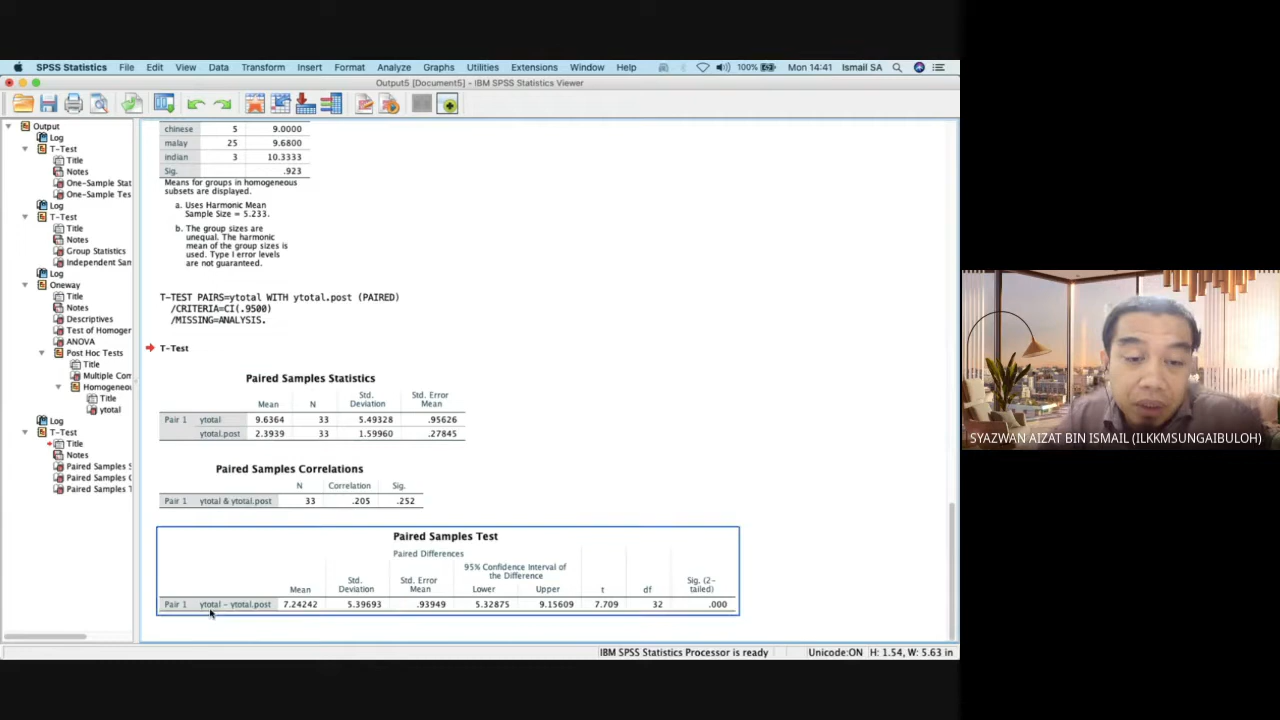 SPSS Statistics File Edit View Data Transform Insert Format Analyze Graphs Utilities Extensions Window Help 100% Mon 14:41 Ismail SA
Output5 [Document5] - IBM SPSS Statistics Viewer
Output
Log
T-Test
Title
Notes
One-Sample Stat
One-Sample Tes
Log
T-Test
Title
Notes
Group Statistics
Independent Sam
Log
Oneway
Title
Notes
Descriptives
Test of Homoger
ANOVA
Post Hoc Tests
Title
Multiple Com
Homogeneo
Title
ytotal
Log
T-Test
Title
Notes
Paired Samples S
Paired Samples C
Paired Samples T
chinese 5 9.0000
malay 25 9.6800
indian 3 10.3333
Sig. .923
Means for groups in homogeneous
subsets are displayed.
a. Uses Harmonic Mean
Sample Size = 5.233.
b. The group sizes are
unequal. The harmonic
mean of the group sizes is
used. Type I error levels
are not guaranteed.
T-TEST PAIRS=ytotal WITH ytotal.post (PAIRED)
/CRITERIA=CI(.9500)
/MISSING=ANALYSIS.
T-Test
Paired Samples Statistics
Mean N Std. Deviation Std. Error Mean
Pair 1 ytotal 9.6364 33 5.49328 .95626
ytotal.post 2.3939 33 1.59960 .27845
Paired Samples Correlations
N Correlation Sig.
Pair 1 ytotal & ytotal.post 33 .205 .252
Paired Samples Test
Paired Differences
95% Confidence Interval of the Difference
Mean Std. Deviation Std. Error Mean Lower Upper t df Sig. (2-tailed)
Pair 1 ytotal - ytotal.post 7.24242 5.39693 .93949 5.32875 9.15609 7.709 32 .000
IBM SPSS Statistics Processor is ready Unicode:ON H: 1.54, W: 5.63 in
SYAZWAN AIZAT BIN ISMAIL (ILKKMSUNGAIBULOH)